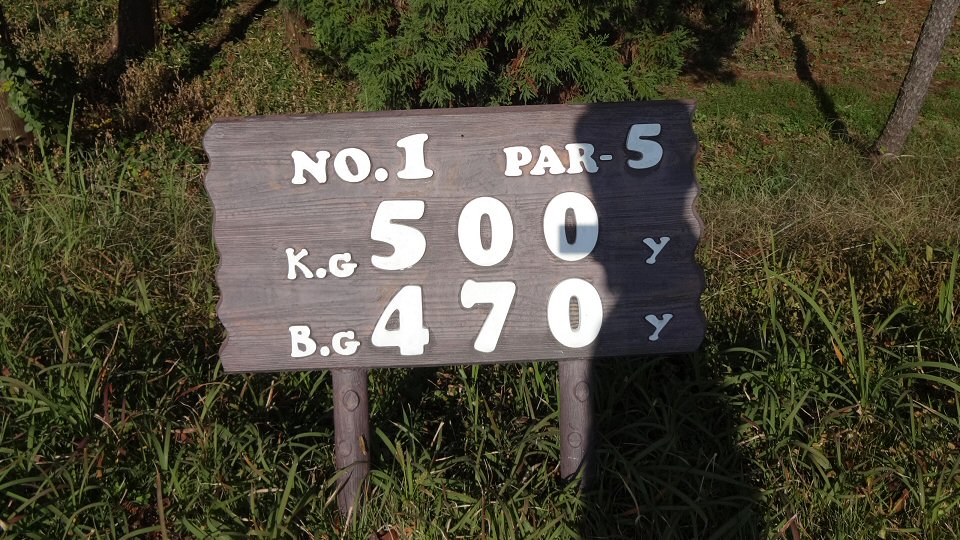 NO.1 PAR-5
K.G 500 Y
B.G 470 Y